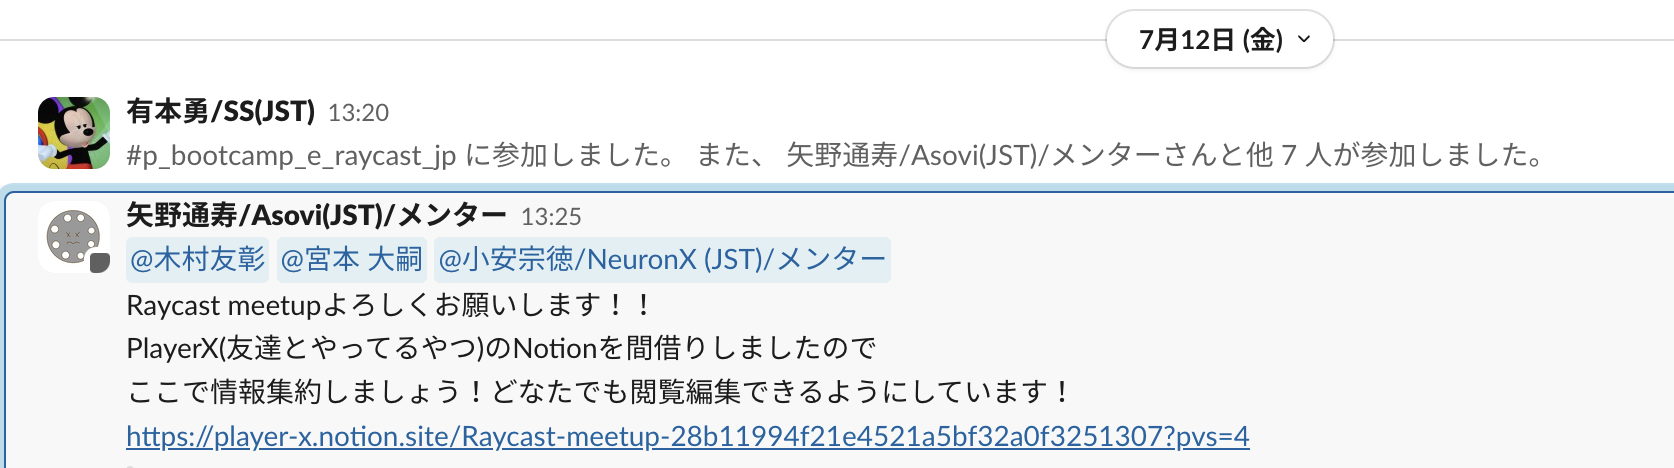 7月12日 (金)
有本勇/SS(JST) 13:20
#p_bootcamp_e_raycast_jp に参加しました。 また、 矢野通寿/Asovi(JST)/メンターさんと他 7 人が参加しました。
矢野通寿/Asovi(JST)/メンター 13:25
@木村友彰 @宮本 大嗣 @小安宗徳/NeuronX (JST)/メンター
Raycast meetupよろしくお願いします！！
PlayerX(友達とやってるやつ)のNotionを間借りしましたので
ここで情報集約しましょう！どなたでも閲覧編集できるようにしています！
https://player-x.notion.site/Raycast-meetup-28b11994f21e4521a5bf32a0f3251307?pvs=4